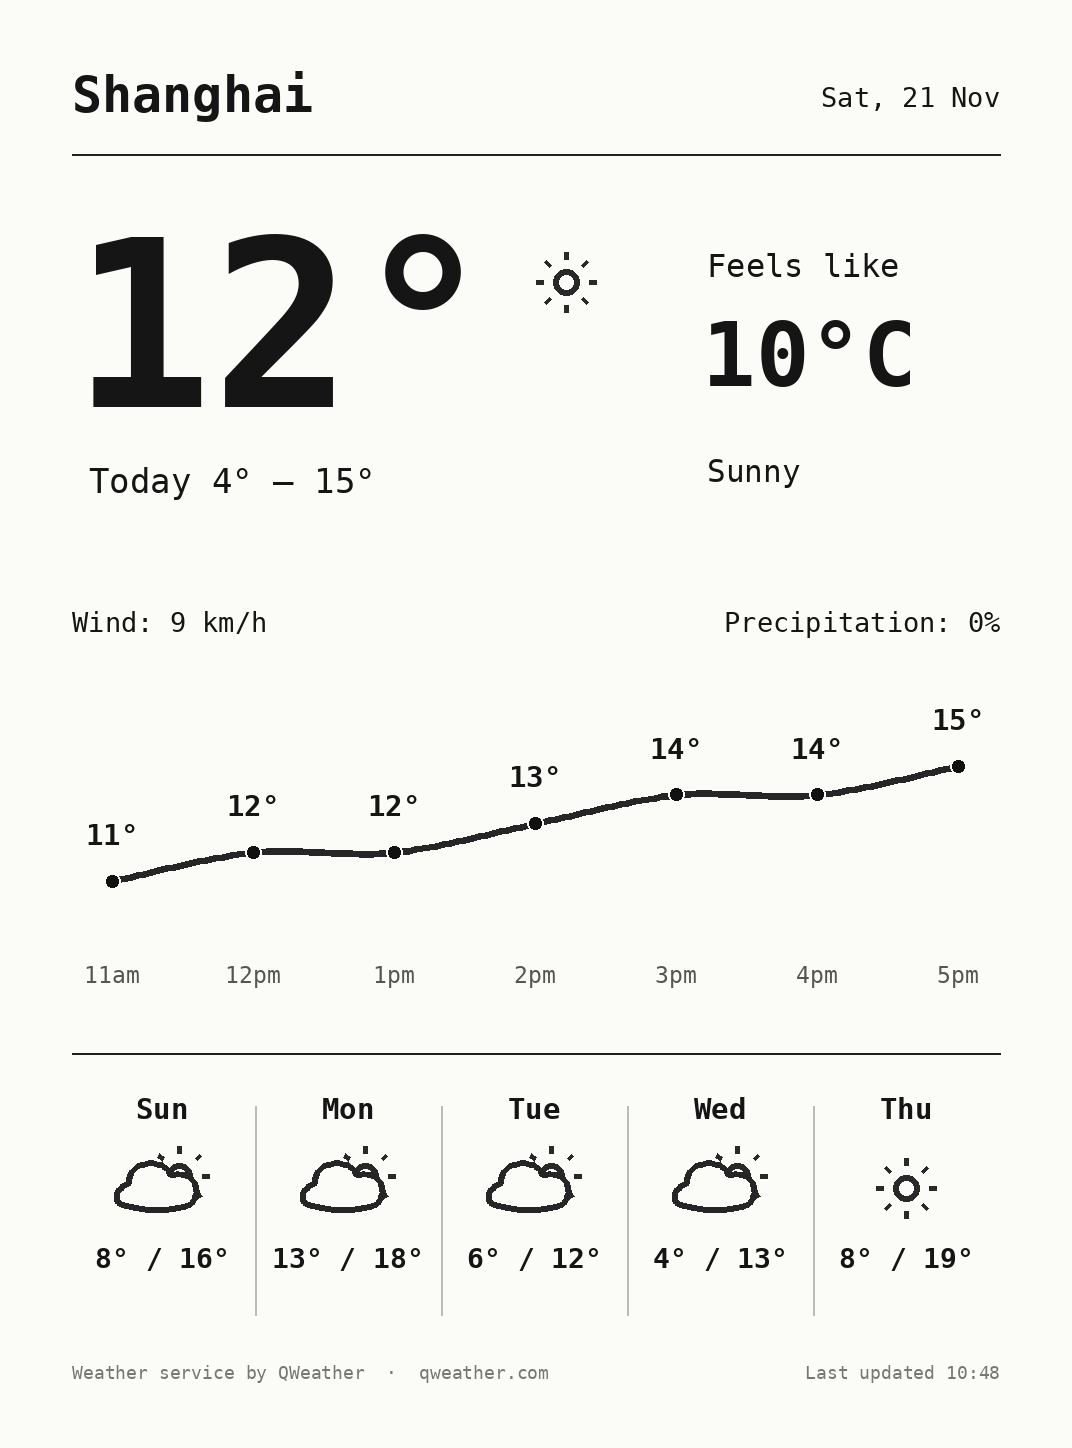 Shanghai
Sat, 21 Nov
12°
Feels like
10°C
Today 4° — 15°
Sunny
Wind: 9 km/h
Precipitation: 0%
11° 12° 12° 13° 14° 14° 15°
11am 12pm 1pm 2pm 3pm 4pm 5pm
Sun Mon Tue Wed Thu
8° / 16° 13° / 18° 6° / 12° 4° / 13° 8° / 19°
Weather service by QWeather · qweather.com
Last updated 10:48